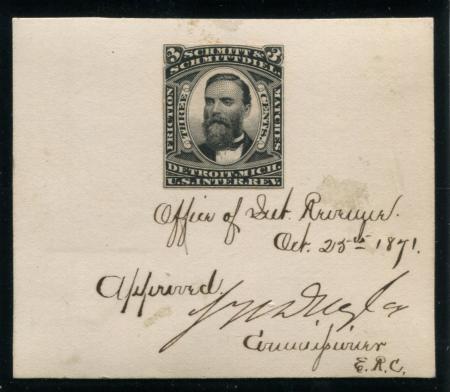 3 SCHMITT & 3
SCHMITTDIEL.
FRICTION MATCHES
THREE CENTS.
DETROIT. MICH.
U.S. INTER. REV.
Office of Int. Revenue.
Oct. 25th 1871.
Approved.
Commissioner
E.R.C.